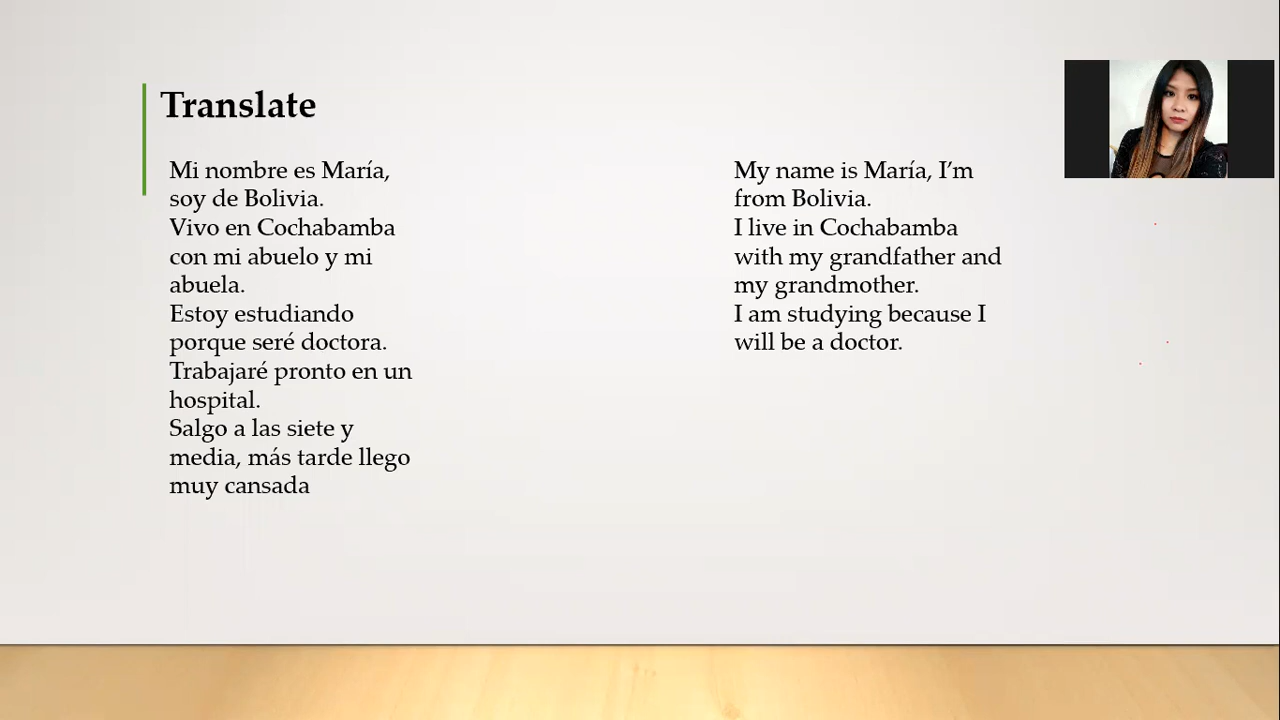 Translate
Mi nombre es María,
soy de Bolivia.
Vivo en Cochabamba
con mi abuelo y mi
abuela.
Estoy estudiando
porque seré doctora.
Trabajaré pronto en un
hospital.
Salgo a las siete y
media, más tarde llego
muy cansada
My name is María, I’m
from Bolivia.
I live in Cochabamba
with my grandfather and
my grandmother.
I am studying because I
will be a doctor.